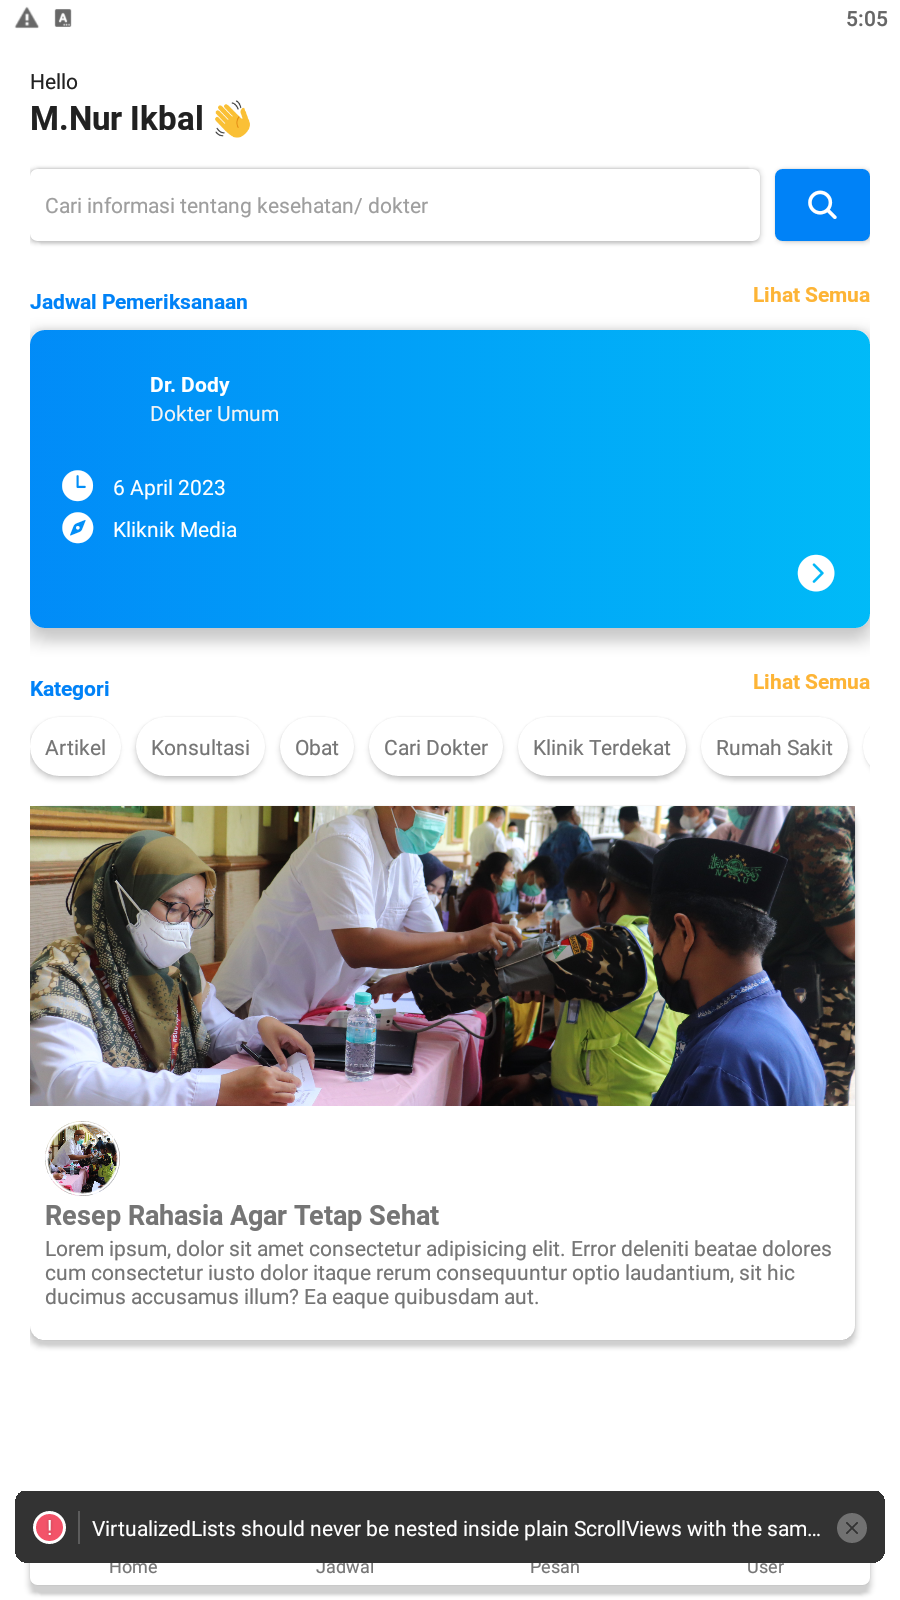 5:05
Hello
M.Nur Ikbal 👋
Cari informasi tentang kesehatan/ dokter
Jadwal Pemeriksanaan
Lihat Semua
Dr. Dody
Dokter Umum
6 April 2023
Kliknik Media
Kategori
Lihat Semua
Artikel Konsultasi Obat Cari Dokter Klinik Terdekat Rumah Sakit
Resep Rahasia Agar Tetap Sehat
Lorem ipsum, dolor sit amet consectetur adipisicing elit. Error deleniti beatae dolores
cum consectetur iusto dolor itaque rerum consequuntur optio laudantium, sit hic
ducimus accusamus illum? Ea eaque quibusdam aut.
VirtualizedLists should never be nested inside plain ScrollViews with the sam...
Home Jadwal Pesan User